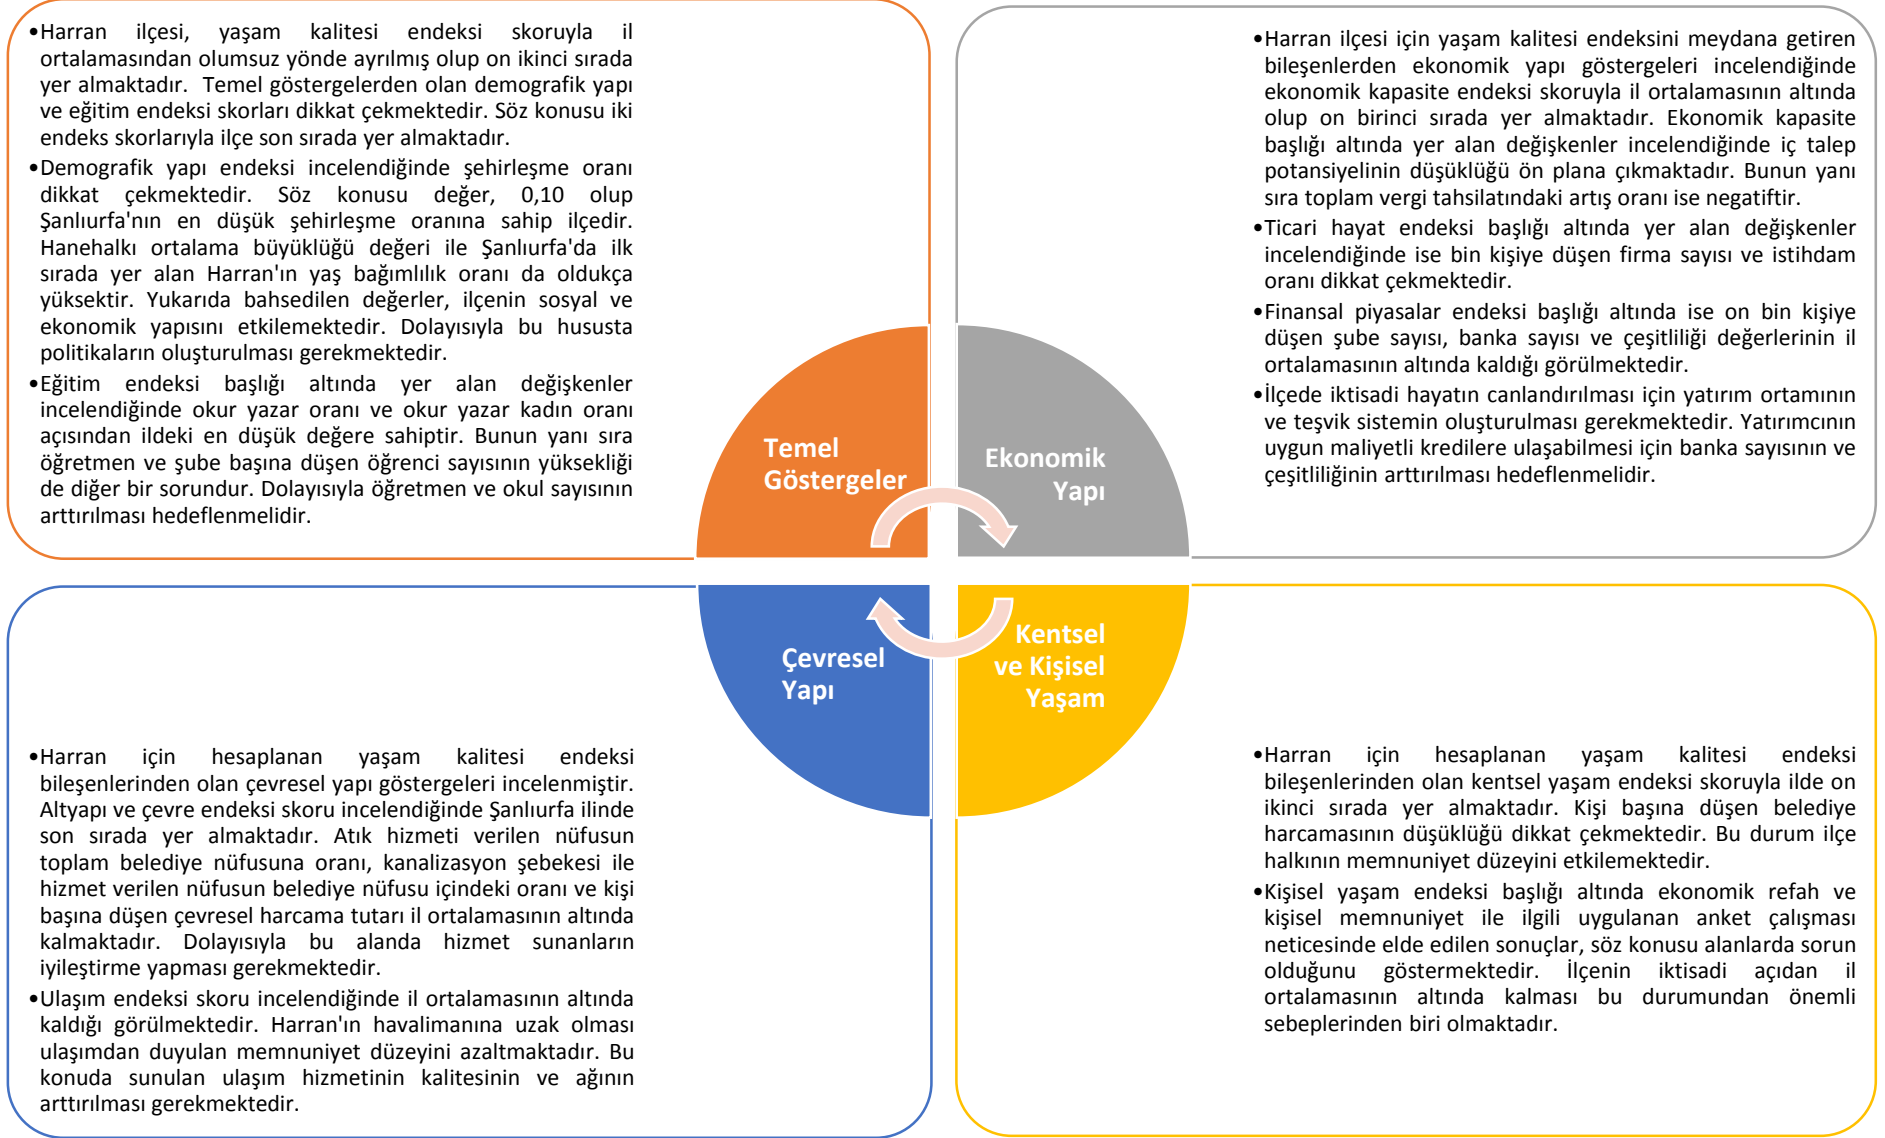 •Harran ilçesi, yaşam kalitesi endeksi skoruyla il
ortalamasından olumsuz yönde ayrılmış olup on ikinci sırada
yer almaktadır. Temel göstergelerden olan demografik yapı
ve eğitim endeksi skorları dikkat çekmektedir. Söz konusu iki
endeks skorlarıyla ilçe son sırada yer almaktadır.
•Demografik yapı endeksi incelendiğinde şehirleşme oranı
dikkat çekmektedir. Söz konusu değer, 0,10 olup
Şanlıurfa'nın en düşük şehirleşme oranına sahip ilçedir.
Hanehalkı ortalama büyüklüğü değeri ile Şanlıurfa'da ilk
sırada yer alan Harran'ın yaş bağımlılık oranı da oldukça
yüksektir. Yukarıda bahsedilen değerler, ilçenin sosyal ve
ekonomik yapısını etkilemektedir. Dolayısıyla bu hususta
politikaların oluşturulması gerekmektedir.
•Eğitim endeksi başlığı altında yer alan değişkenler
incelendiğinde okur yazar oranı ve okur yazar kadın oranı
açısından ildeki en düşük değere sahiptir. Bunun yanı sıra
öğretmen ve şube başına düşen öğrenci sayısının yüksekliği
de diğer bir sorundur. Dolayısıyla öğretmen ve okul sayısının
arttırılması hedeflenmelidir.
•Harran ilçesi için yaşam kalitesi endeksini meydana getiren
bileşenlerden ekonomik yapı göstergeleri incelendiğinde
ekonomik kapasite endeksi skoruyla il ortalamasının altında
olup on birinci sırada yer almaktadır. Ekonomik kapasite
başlığı altında yer alan değişkenler incelendiğinde iç talep
potansiyelinin düşüklüğü ön plana çıkmaktadır. Bunun yanı
sıra toplam vergi tahsilatındaki artış oranı ise negatiftir.
•Ticari hayat endeksi başlığı altında yer alan değişkenler
incelendiğinde ise bin kişiye düşen firma sayısı ve istihdam
oranı dikkat çekmektedir.
•Finansal piyasalar endeksi başlığı altında ise on bin kişiye
düşen şube sayısı, banka sayısı ve çeşitliliği değerlerinin il
ortalamasının altında kaldığı görülmektedir.
•İlçede iktisadi hayatın canlandırılması için yatırım ortamının
ve teşvik sistemin oluşturulması gerekmektedir. Yatırımcının
uygun maliyetli kredilere ulaşabilmesi için banka sayısının ve
çeşitliliğinin arttırılması hedeflenmelidir.
Temel
Göstergeler
Ekonomik
Yapı
Çevresel
Yapı
Kentsel
ve Kişisel
Yaşam
•Harran için hesaplanan yaşam kalitesi endeksi
bileşenlerinden olan çevresel yapı göstergeleri incelenmiştir.
Altyapı ve çevre endeksi skoru incelendiğinde Şanlıurfa ilinde
son sırada yer almaktadır. Atık hizmeti verilen nüfusun
toplam belediye nüfusuna oranı, kanalizasyon şebekesi ile
hizmet verilen nüfusun belediye nüfusu içindeki oranı ve kişi
başına düşen çevresel harcama tutarı il ortalamasının altında
kalmaktadır. Dolayısıyla bu alanda hizmet sunanların
iyileştirme yapması gerekmektedir.
•Ulaşım endeksi skoru incelendiğinde il ortalamasının altında
kaldığı görülmektedir. Harran'ın havalimanına uzak olması
ulaşımdan duyulan memnuniyet düzeyini azaltmaktadır. Bu
konuda sunulan ulaşım hizmetinin kalitesinin ve ağının
arttırılması gerekmektedir.
•Harran için hesaplanan yaşam kalitesi endeksi
bileşenlerinden olan kentsel yaşam endeksi skoruyla ilde on
ikinci sırada yer almaktadır. Kişi başına düşen belediye
harcamasının düşüklüğü dikkat çekmektedir. Bu durum ilçe
halkının memnuniyet düzeyini etkilemektedir.
•Kişisel yaşam endeksi başlığı altında ekonomik refah ve
kişisel memnuniyet ile ilgili uygulanan anket çalışması
neticesinde elde edilen sonuçlar, söz konusu alanlarda sorun
olduğunu göstermektedir. İlçenin iktisadi açıdan il
ortalamasının altında kalması bu durumundan önemli
sebeplerinden biri olmaktadır.